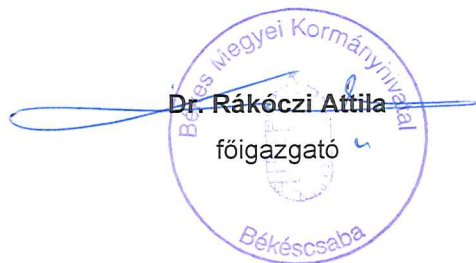 Békés Megyei Kormányhivatal
Dr. Rákóczi Attila
főigazgató
Békéscsaba